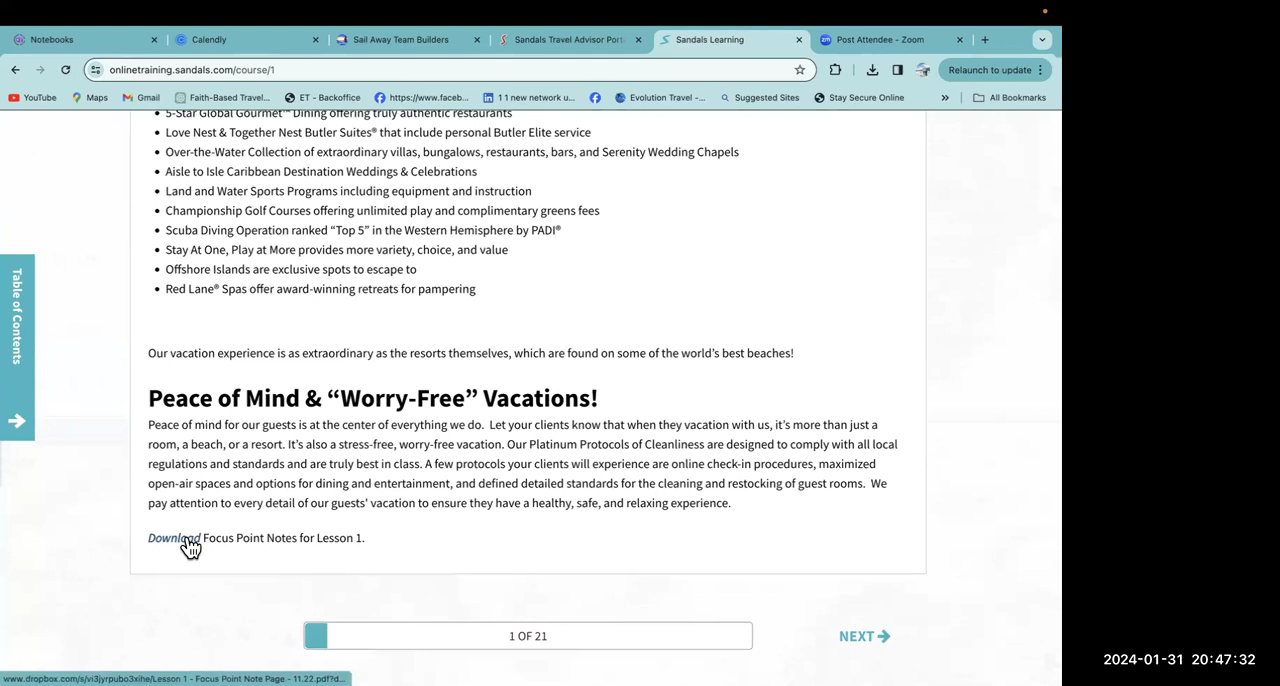 Notebooks
Calendly
Sail Away Team Builders
Sandals Travel Advisor Port
Sandals Learning
Post Attendee - Zoom
onlinetraining.sandals.com/course/1
Relaunch to update
YouTube
Maps
Gmail
Faith-Based Travel...
ET - Backoffice
https://www.faceb...
1 1 new network u...
Evolution Travel -...
Suggested Sites
Stay Secure Online
»
All Bookmarks
5-Star Global Gourmet™ Dining offering truly authentic restaurants
• Love Nest & Together Nest Butler Suites® that include personal Butler Elite service
• Over-the-Water Collection of extraordinary villas, bungalows, restaurants, bars, and Serenity Wedding Chapels
• Aisle to Isle Caribbean Destination Weddings & Celebrations
• Land and Water Sports Programs including equipment and instruction
• Championship Golf Courses offering unlimited play and complimentary greens fees
• Scuba Diving Operation ranked “Top 5” in the Western Hemisphere by PADI®
• Stay At One, Play at More provides more variety, choice, and value
• Offshore Islands are exclusive spots to escape to
• Red Lane® Spas offer award-winning retreats for pampering
Table of Contents
Our vacation experience is as extraordinary as the resorts themselves, which are found on some of the world’s best beaches!
Peace of Mind & “Worry-Free” Vacations!
Peace of mind for our guests is at the center of everything we do. Let your clients know that when they vacation with us, it’s more than just a
room, a beach, or a resort. It’s also a stress-free, worry-free vacation. Our Platinum Protocols of Cleanliness are designed to comply with all local
regulations and standards and are truly best in class. A few protocols your clients will experience are online check-in procedures, maximized
open-air spaces and options for dining and entertainment, and defined detailed standards for the cleaning and restocking of guest rooms. We
pay attention to every detail of our guests' vacation to ensure they have a healthy, safe, and relaxing experience.
Download Focus Point Notes for Lesson 1.
1 OF 21
NEXT
www.dropbox.com/s/vi3jyrpubo3xihe/Lesson 1 - Focus Point Note Page - 11.22.pdf?d...
2024-01-31 20:47:32